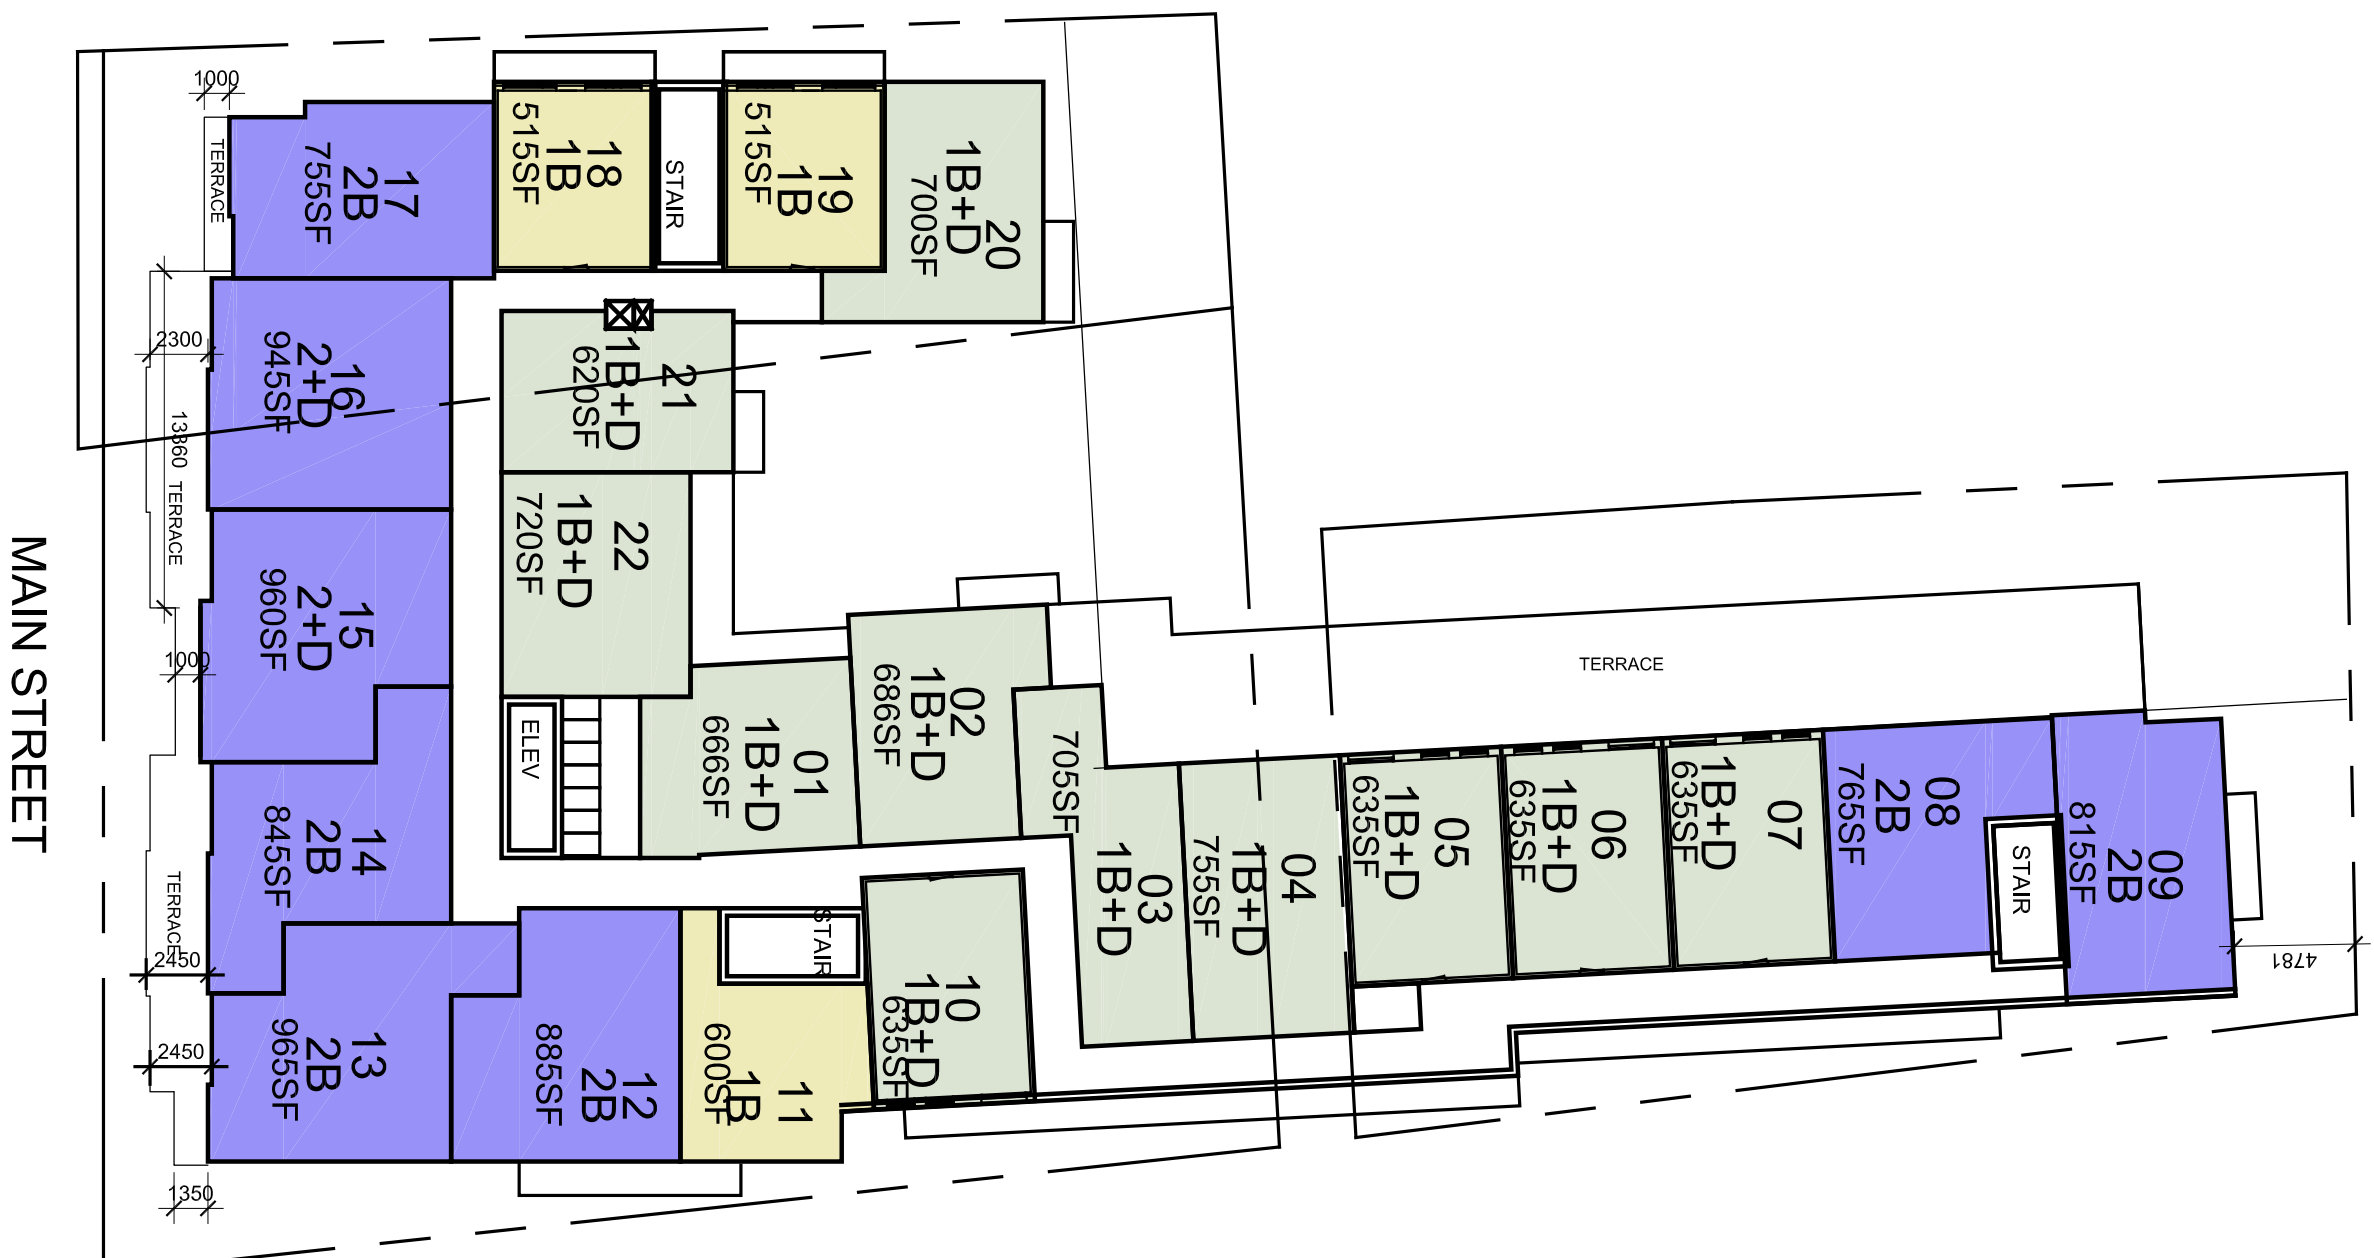 MAIN STREET
1000
TERRACE
17
2B
755SF
18
1B
515SF
STAIR
19
1B
515SF
20
1B+D
700SF
2300
13360
TERRACE
16
2+D
945SF
21
1B+D
620SF
22
1B+D
720SF
15
2+D
960SF
1000
ELEV
01
1B+D
666SF
02
1B+D
686SF
03
1B+D
705SF
04
1B+D
755SF
05
1B+D
635SF
06
1B+D
635SF
07
1B+D
635SF
08
2B
765SF
STAIR
09
2B
815SF
TERRACE
4781
14
2B
845SF
TERRACE
2450
13
2B
965SF
2450
1350
12
2B
885SF
11
1B
600SF
STAIR
10
1B+D
635SF